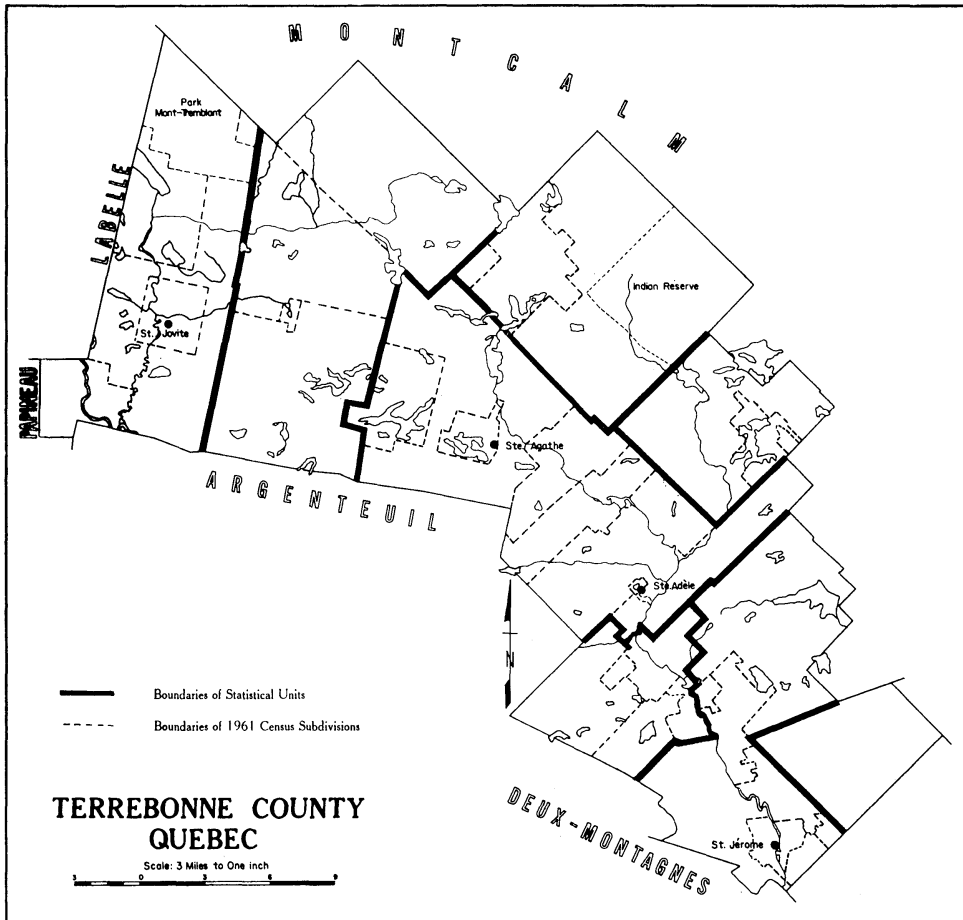 MONTCALM
Park
Mont-Tremblant
LABELLE
Indian Reserve
St. Jovite
PAPINEAU
Ste. Agathe
ARGENTEUIL
Ste. Adèle
N
Boundaries of Statistical Units
Boundaries of 1961 Census Subdivisions
DEUX-MONTAGNES
TERREBONNE COUNTY
QUEBEC
St. Jérome
Scale: 3 Miles to One inch
3 0 3 6 9